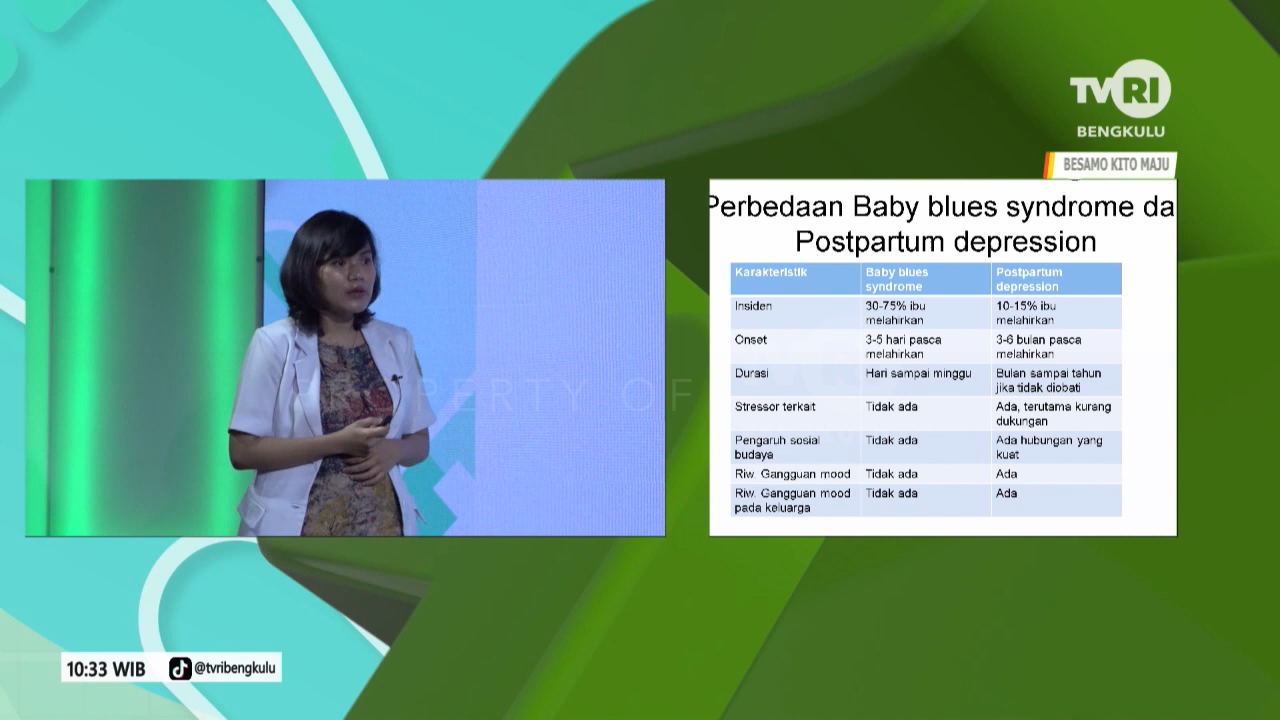 TVRI
BENGKULU
BESAMO KITO MAJU
Perbedaan Baby blues syndrome da
Postpartum depression
Karakteristik
Baby blues
syndrome
Postpartum
depression
Insiden
30-75% ibu
melahirkan
10-15% ibu
melahirkan
Onset
3-5 hari pasca
melahirkan
3-6 bulan pasca
melahirkan
Durasi
Hari sampai minggu
Bulan sampai tahun
jika tidak diobati
Stressor terkait
Tidak ada
Ada, terutama kurang
dukungan
Pengaruh sosial
budaya
Tidak ada
Ada hubungan yang
kuat
Riw. Gangguan mood
Tidak ada
Ada
Riw. Gangguan mood
pada keluarga
Tidak ada
Ada
PROPERTY OF
10:33 WIB
@tvribengkulu